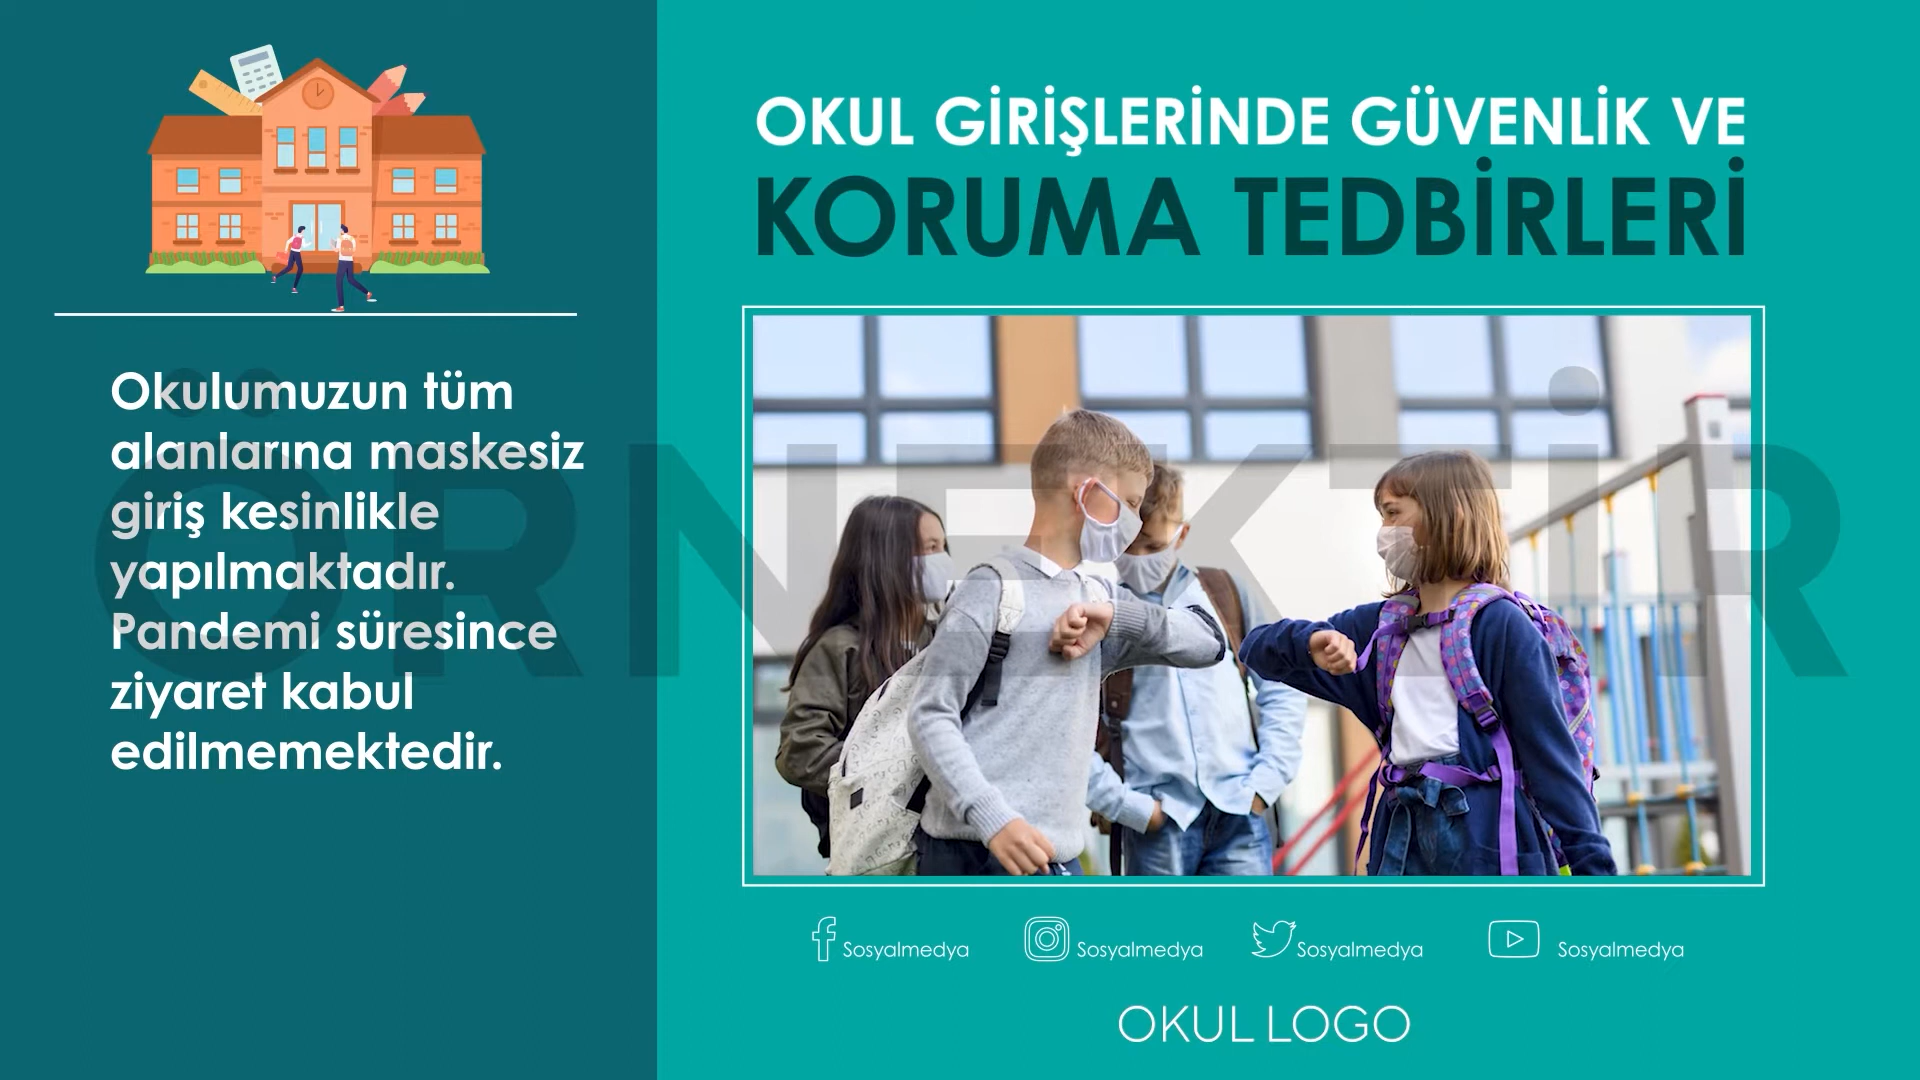 OKUL GİRİŞLERİNDE GÜVENLİK VE
KORUMA TEDBİRLERİ
Okulumuzun tüm
alanlarına maskesiz
giriş kesinlikle
yapılmaktadır.
Pandemi süresince
ziyaret kabul
edilmemektedir.
ÖRNEKTİR
Sosyalmedya
Sosyalmedya
Sosyalmedya
Sosyalmedya
OKUL LOGO